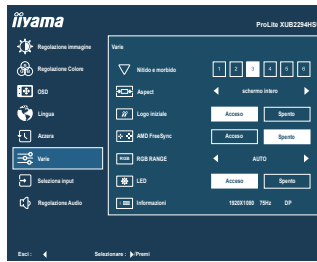 iiyama
ProLite XUB2294HS
Regolazione immagine
Regolazione Colore
OSD
Lingua
Azzera
Varie
Seleziona input
Regolazione Audio
Varie
Nitido e morbido 1 2 3 4 5 6
Aspect schermo intero
Logo iniziale Acceso Spento
AMD FreeSync Acceso Spento
RGB RGB RANGE AUTO
LED Acceso Spento
Informazioni 1920X1080 75Hz DP
Esci : Selezionare : /Premi